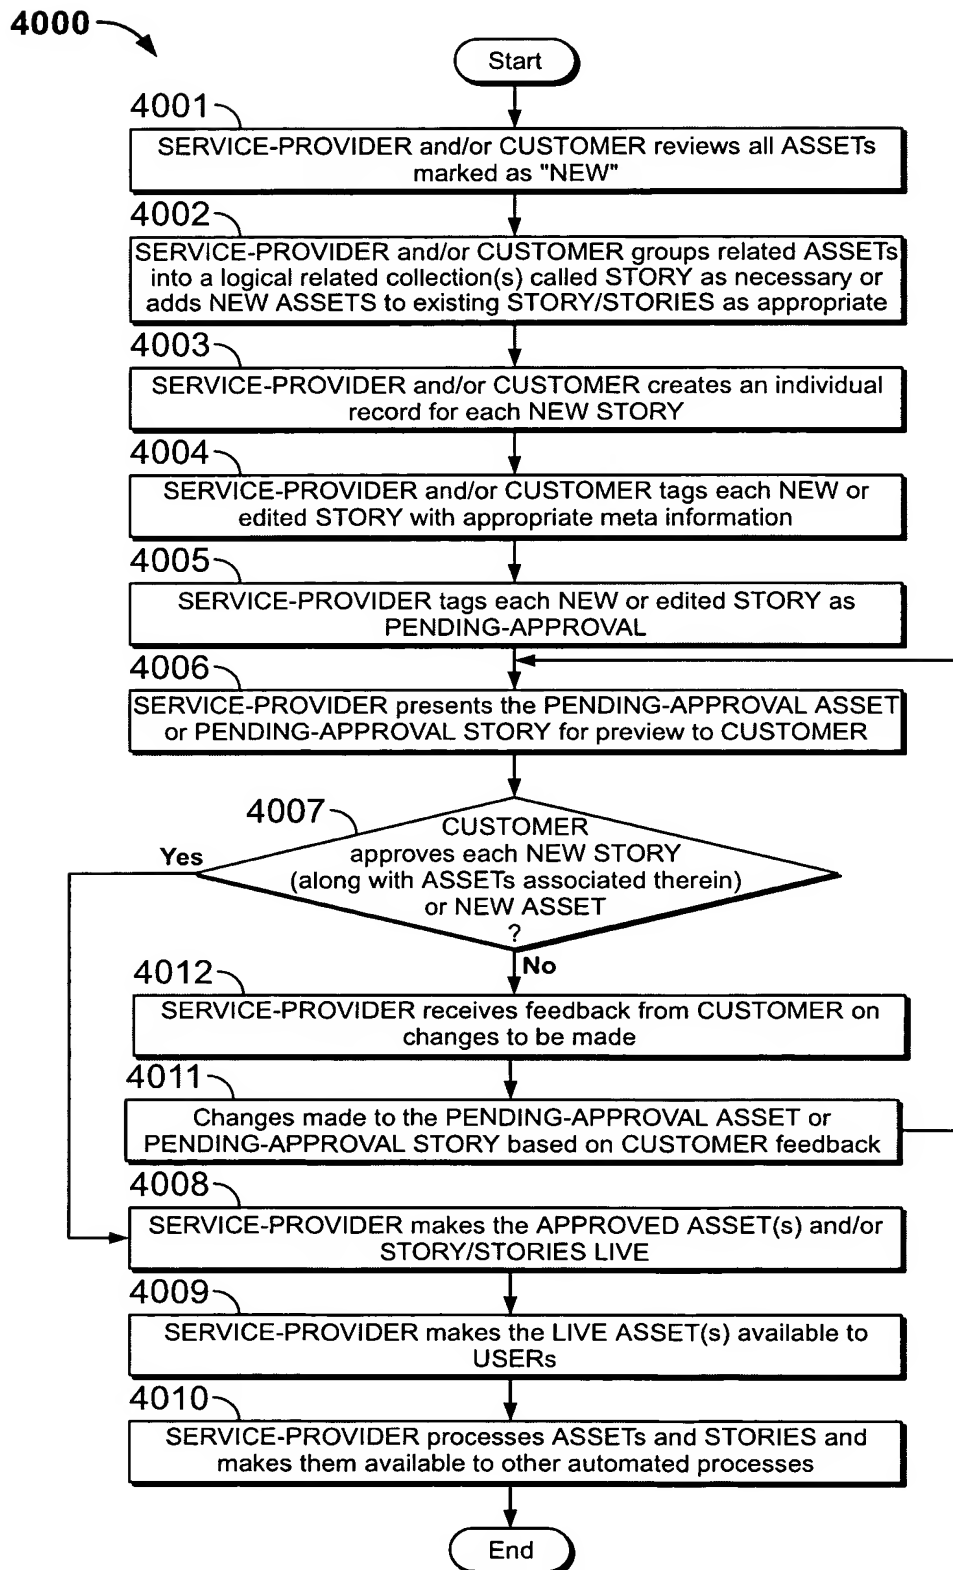 4000
Start
4001
SERVICE-PROVIDER and/or CUSTOMER reviews all ASSETs
marked as "NEW"
4002
SERVICE-PROVIDER and/or CUSTOMER groups related ASSETs
into a logical related collection(s) called STORY as necessary or
adds NEW ASSETS to existing STORY/STORIES as appropriate
4003
SERVICE-PROVIDER and/or CUSTOMER creates an individual
record for each NEW STORY
4004
SERVICE-PROVIDER and/or CUSTOMER tags each NEW or
edited STORY with appropriate meta information
4005
SERVICE-PROVIDER tags each NEW or edited STORY as
PENDING-APPROVAL
4006
SERVICE-PROVIDER presents the PENDING-APPROVAL ASSET
or PENDING-APPROVAL STORY for preview to CUSTOMER
4007
CUSTOMER
approves each NEW STORY
(along with ASSETs associated therein)
or NEW ASSET
?
Yes
No
4012
SERVICE-PROVIDER receives feedback from CUSTOMER on
changes to be made
4011
Changes made to the PENDING-APPROVAL ASSET or
PENDING-APPROVAL STORY based on CUSTOMER feedback
4008
SERVICE-PROVIDER makes the APPROVED ASSET(s) and/or
STORY/STORIES LIVE
4009
SERVICE-PROVIDER makes the LIVE ASSET(s) available to
USERs
4010
SERVICE-PROVIDER processes ASSETs and STORIES and
makes them available to other automated processes
End